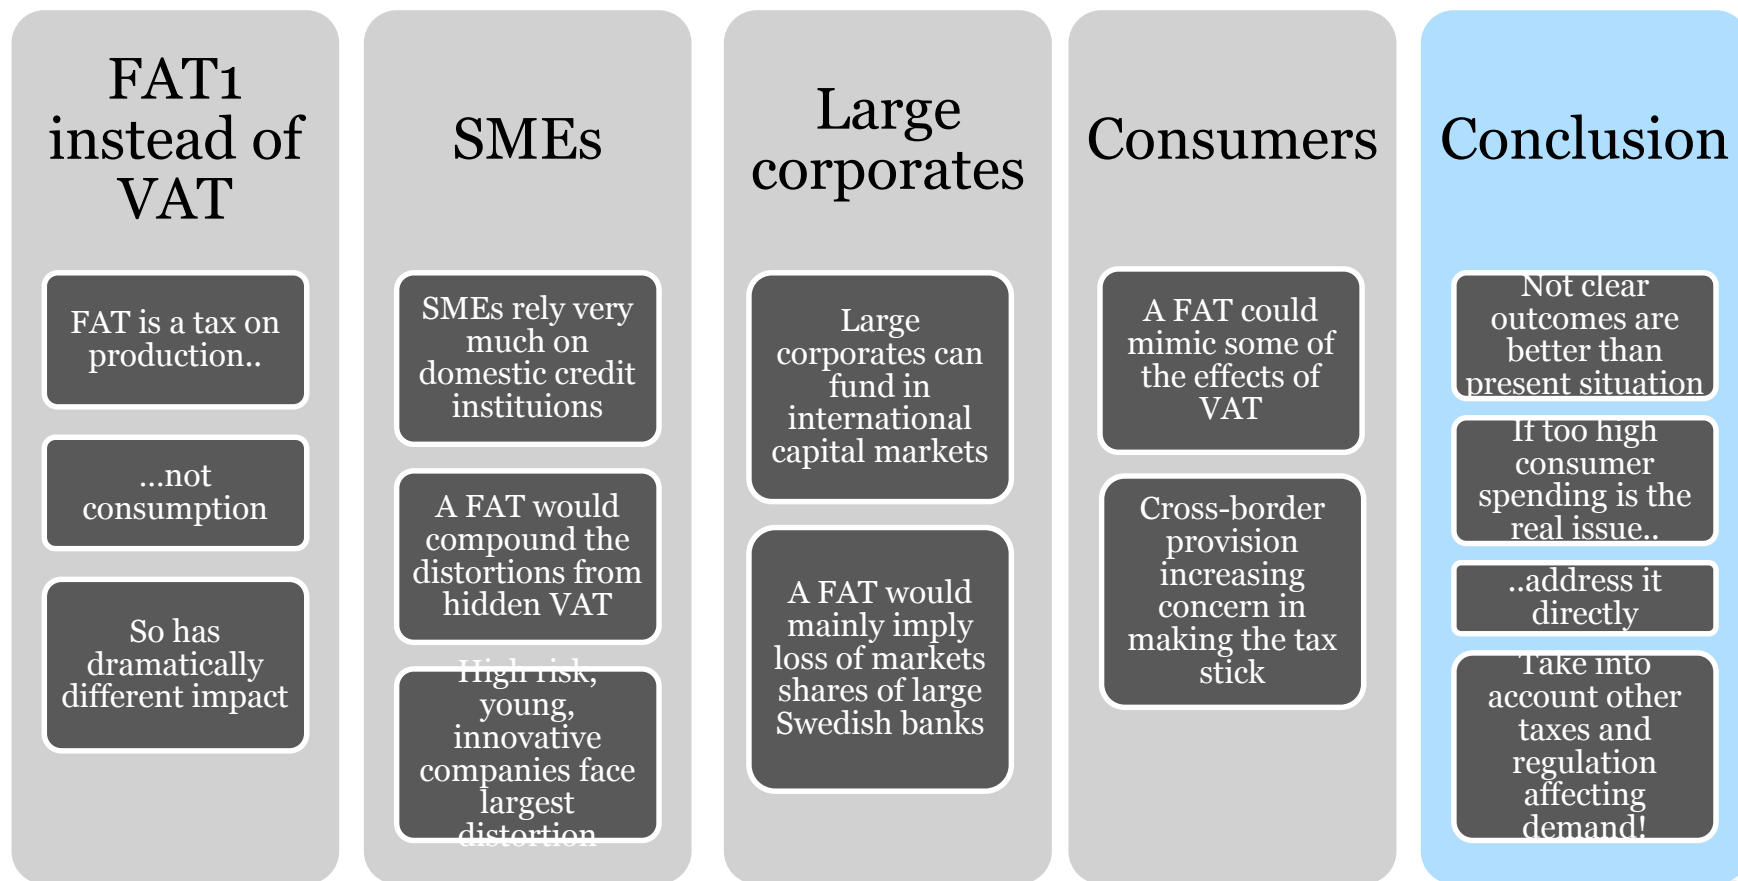 FAT1
instead of
VAT
FAT is a tax on
production..
...not
consumption
So has
dramatically
different impact
SMEs
SMEs rely very
much on
domestic credit
instituions
A FAT would
compound the
distortions from
hidden VAT
High risk,
young,
innovative
companies face
largest
distortion
Large
corporates
Large
corporates can
fund in
international
capital markets
A FAT would
mainly imply
loss of markets
shares of large
Swedish banks
Consumers
A FAT could
mimic some of
the effects of
VAT
Cross-border
provision
increasing
concern in
making the tax
stick
Conclusion
Not clear
outcomes are
better than
present situation
If too high
consumer
spending is the
real issue..
..address it
directly
Take into
account other
taxes and
regulation
affecting
demand!